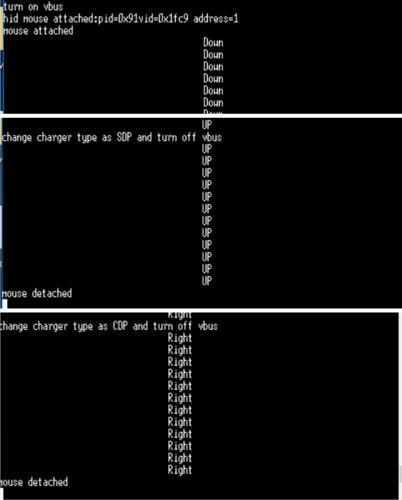 turn on vbus
hid mouse attached:pid=0x91vid=0x1fc9 address=1
mouse attached
Down
Down
Down
Down
Down
Down
Down
UP
change charger type as SDP and turn off vbus
UP
UP
UP
UP
UP
UP
UP
UP
UP
UP
UP
UP
mouse detached
Right
change charger type as CDP and turn off vbus
Right
Right
Right
Right
Right
Right
Right
Right
Right
Right
Right
Right
mouse detached